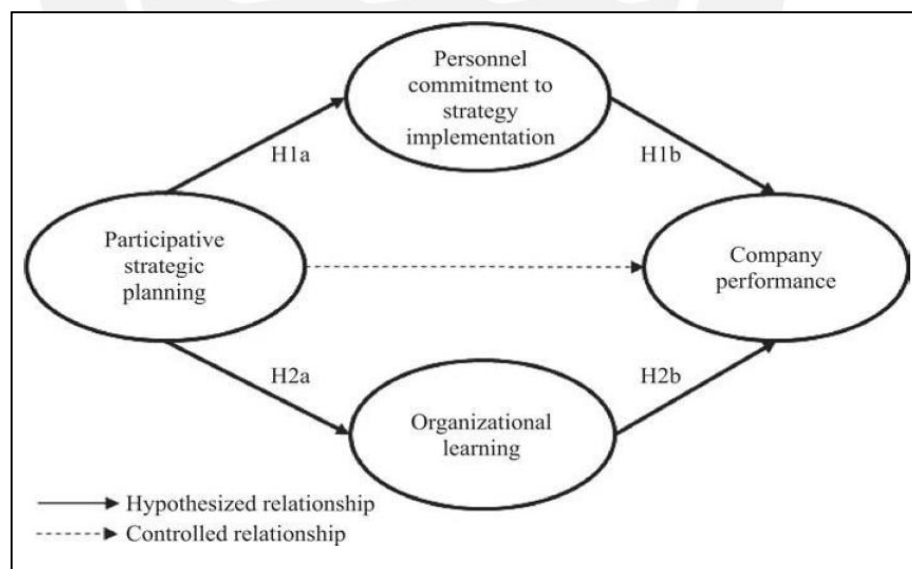 Personnel
commitment to
strategy
implementation
H1a
H1b
Participative
strategic
planning
Company
performance
H2a
H2b
Organizational
learning
Hypothesized relationship
Controlled relationship